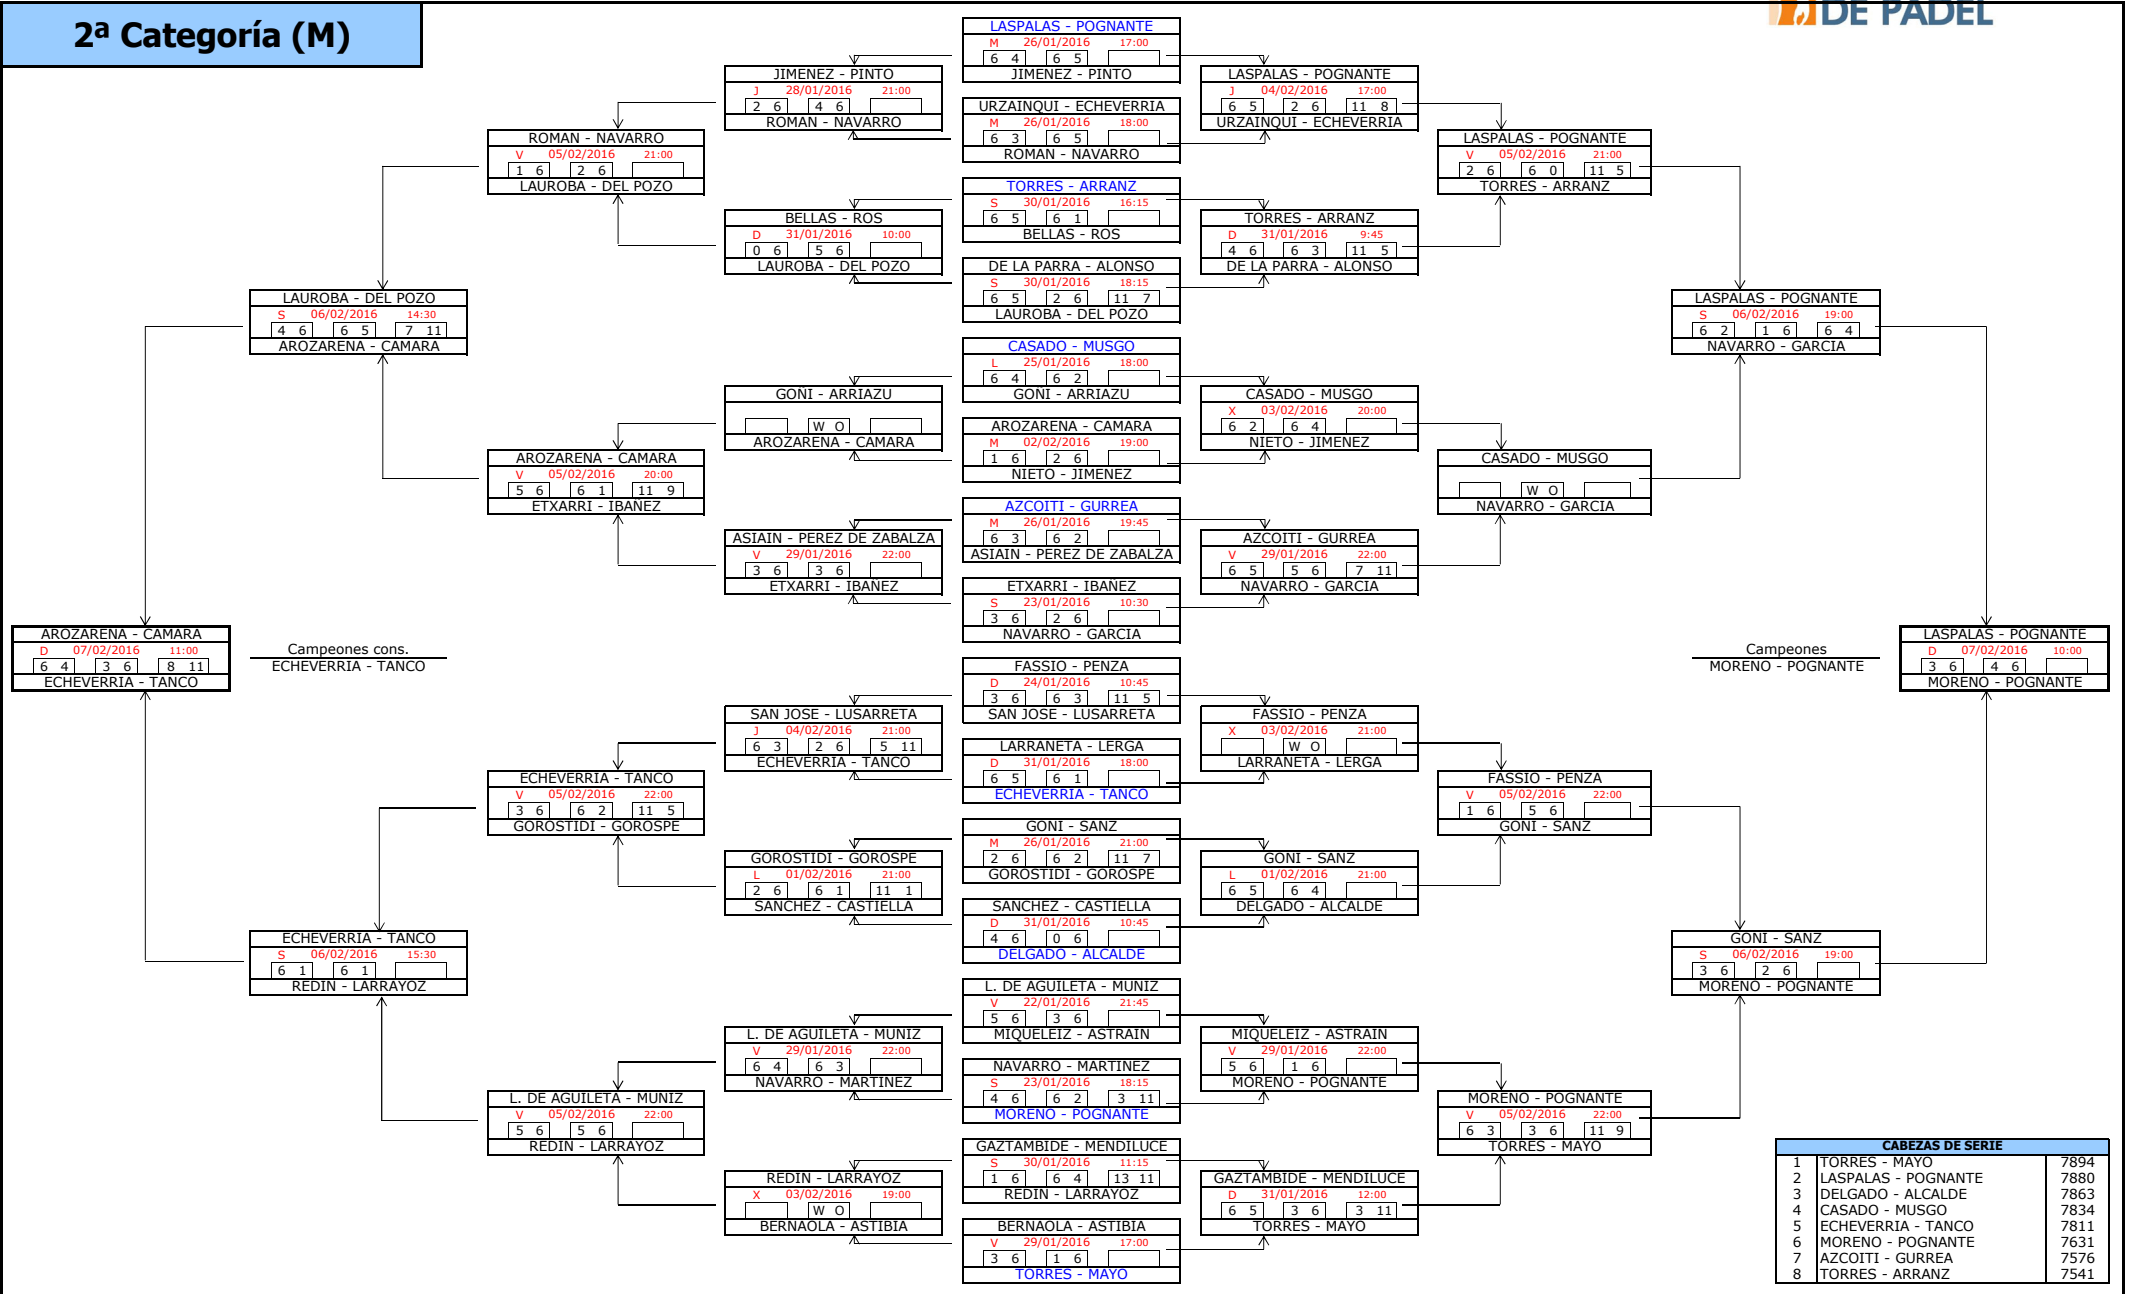 2ª Categoría (M)
DE PADEL
LASPALAS - POGNANTE
M 26/01/2016 17:00
6 4 6 5
JIMENEZ - PINTO
URZAINQUI - ECHEVERRIA
M 26/01/2016 18:00
6 3 6 5
ROMAN - NAVARRO
TORRES - ARRANZ
S 30/01/2016 16:15
6 5 6 1
BELLAS - ROS
DE LA PARRA - ALONSO
S 30/01/2016 18:15
6 5 2 6 11 7
LAUROBA - DEL POZO
CASADO - MUSGO
L 25/01/2016 18:00
6 4 6 2
GOÑI - ARRIAZU
AROZARENA - CAMARA
M 02/02/2016 19:00
1 6 2 6
NIETO - JIMENEZ
AZCOITI - GURREA
M 26/01/2016 19:45
6 3 6 2
ASIAIN - PEREZ DE ZABALZA
ETXARRI - IBAÑEZ
S 23/01/2016 10:30
3 6 2 6
NAVARRO - GARCIA
FASSIO - PENZA
D 24/01/2016 10:45
3 6 6 3 11 5
SAN JOSE - LUSARRETA
LARRAÑETA - LERGA
D 31/01/2016 18:00
6 5 6 1
ECHEVERRIA - TANCO
GOÑI - SANZ
M 26/01/2016 21:00
2 6 6 2 11 7
GOROSTIDI - GOROSPE
SANCHEZ - CASTIELLA
D 31/01/2016 10:45
4 6 0 6
DELGADO - ALCALDE
L. DE AGUILETA - MUÑIZ
V 22/01/2016 21:45
5 6 3 6
MIQUELEIZ - ASTRAIN
NAVARRO - MARTINEZ
S 23/01/2016 18:15
4 6 6 2 3 11
MORENO - POGNANTE
GAZTAMBIDE - MENDILUCE
S 30/01/2016 11:15
1 6 6 4 13 11
REDIN - LARRAYOZ
BERNAOLA - ASTIBIA
V 29/01/2016 17:00
3 6 1 6
TORRES - MAYO
JIMENEZ - PINTO
J 28/01/2016 21:00
2 6 4 6
ROMAN - NAVARRO
BELLAS - ROS
D 31/01/2016 10:00
0 6 5 6
LAUROBA - DEL POZO
GOÑI - ARRIAZU
W O
AROZARENA - CAMARA
ASIAIN - PEREZ DE ZABALZA
V 29/01/2016 22:00
3 6 3 6
ETXARRI - IBAÑEZ
SAN JOSE - LUSARRETA
J 04/02/2016 21:00
6 3 2 6 5 11
ECHEVERRIA - TANCO
GOROSTIDI - GOROSPE
L 01/02/2016 21:00
2 6 6 1 11 1
SANCHEZ - CASTIELLA
L. DE AGUILETA - MUÑIZ
V 29/01/2016 22:00
6 4 6 3
NAVARRO - MARTINEZ
REDIN - LARRAYOZ
X 03/02/2016 19:00
W O
BERNAOLA - ASTIBIA
ROMAN - NAVARRO
V 05/02/2016 21:00
1 6 2 6
LAUROBA - DEL POZO
AROZARENA - CAMARA
V 05/02/2016 20:00
5 6 6 1 11 9
ETXARRI - IBAÑEZ
ECHEVERRIA - TANCO
V 05/02/2016 22:00
3 6 6 2 11 5
GOROSTIDI - GOROSPE
L. DE AGUILETA - MUÑIZ
V 05/02/2016 22:00
5 6 5 6
REDIN - LARRAYOZ
LAUROBA - DEL POZO
S 06/02/2016 14:30
4 6 6 5 7 11
AROZARENA - CAMARA
ECHEVERRIA - TANCO
S 06/02/2016 15:30
6 1 6 1
REDIN - LARRAYOZ
AROZARENA - CAMARA
D 07/02/2016 11:00
6 4 3 6 8 11
ECHEVERRIA - TANCO
Campeones cons.
ECHEVERRIA - TANCO
LASPALAS - POGNANTE
J 04/02/2016 17:00
6 5 2 6 11 8
URZAINQUI - ECHEVERRIA
TORRES - ARRANZ
D 31/01/2016 9:45
4 6 6 3 11 5
DE LA PARRA - ALONSO
CASADO - MUSGO
X 03/02/2016 20:00
6 2 6 4
NIETO - JIMENEZ
AZCOITI - GURREA
V 29/01/2016 22:00
6 5 5 6 7 11
NAVARRO - GARCIA
FASSIO - PENZA
X 03/02/2016 21:00
W O
LARRAÑETA - LERGA
GOÑI - SANZ
L 01/02/2016 21:00
6 5 6 4
DELGADO - ALCALDE
MIQUELEIZ - ASTRAIN
V 29/01/2016 22:00
5 6 1 6
MORENO - POGNANTE
GAZTAMBIDE - MENDILUCE
D 31/01/2016 12:00
6 5 3 6 3 11
TORRES - MAYO
LASPALAS - POGNANTE
V 05/02/2016 21:00
2 6 6 0 11 5
TORRES - ARRANZ
CASADO - MUSGO
W O
NAVARRO - GARCIA
FASSIO - PENZA
V 05/02/2016 22:00
1 6 5 6
GOÑI - SANZ
MORENO - POGNANTE
V 05/02/2016 22:00
6 3 3 6 11 9
TORRES - MAYO
LASPALAS - POGNANTE
S 06/02/2016 19:00
6 2 1 6 6 4
NAVARRO - GARCIA
GOÑI - SANZ
S 06/02/2016 19:00
3 6 2 6
MORENO - POGNANTE
Campeones
MORENO - POGNANTE
LASPALAS - POGNANTE
D 07/02/2016 10:00
3 6 4 6
MORENO - POGNANTE
CABEZAS DE SERIE
1 TORRES - MAYO 7894
2 LASPALAS - POGNANTE 7880
3 DELGADO - ALCALDE 7863
4 CASADO - MUSGO 7834
5 ECHEVERRIA - TANCO 7811
6 MORENO - POGNANTE 7631
7 AZCOITI - GURREA 7576
8 TORRES - ARRANZ 7541